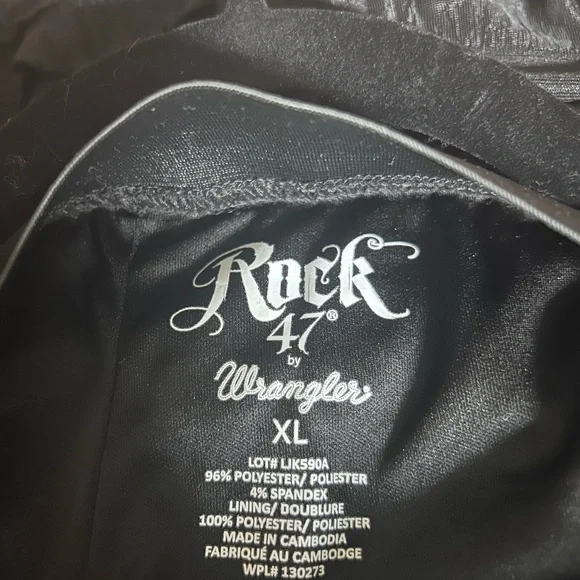 Rock
47®
by
Wrangler
XL
LOT# LJK590A
96% POLYESTER/ POLIESTER
4% SPANDEX
LINING/ DOUBLURE
100% POLYESTER/ POLIESTER
MADE IN CAMBODIA
FABRIQUÉ AU CAMBODGE
WPL# 130273